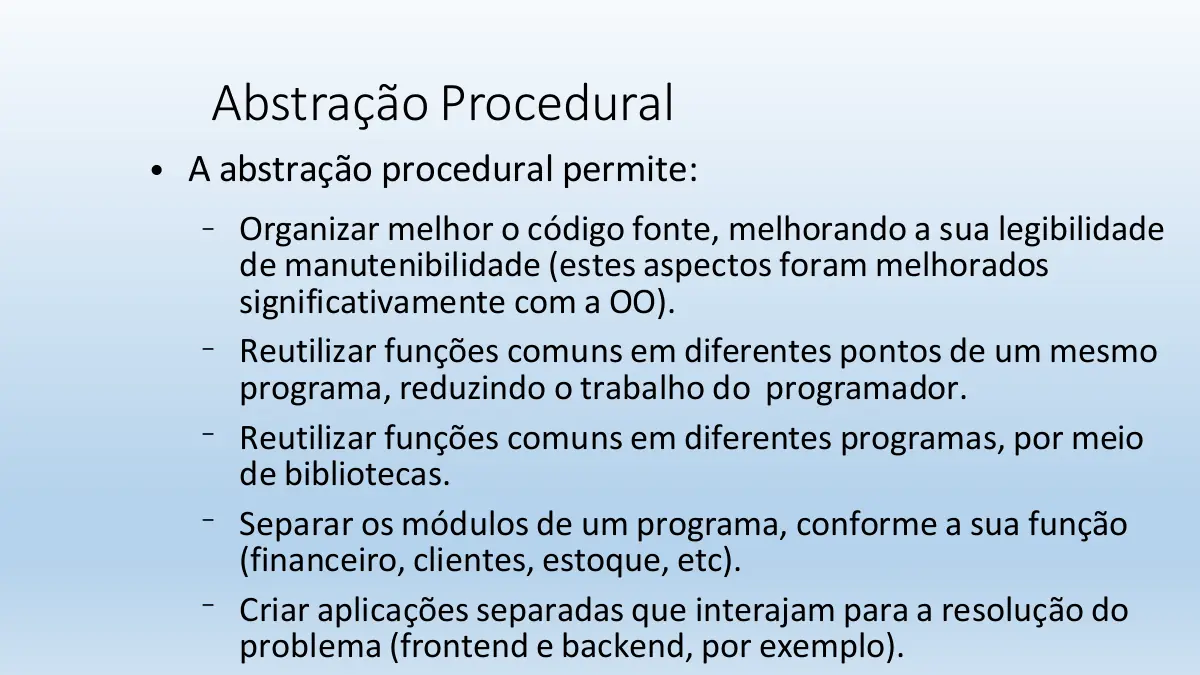 Abstração Procedural
• A abstração procedural permite:
– Organizar melhor o código fonte, melhorando a sua legibilidade
de manutenibilidade (estes aspectos foram melhorados
significativamente com a OO).
– Reutilizar funções comuns em diferentes pontos de um mesmo
programa, reduzindo o trabalho do programador.
– Reutilizar funções comuns em diferentes programas, por meio
de bibliotecas.
– Separar os módulos de um programa, conforme a sua função
(financeiro, clientes, estoque, etc).
– Criar aplicações separadas que interajam para a resolução do
problema (frontend e backend, por exemplo).